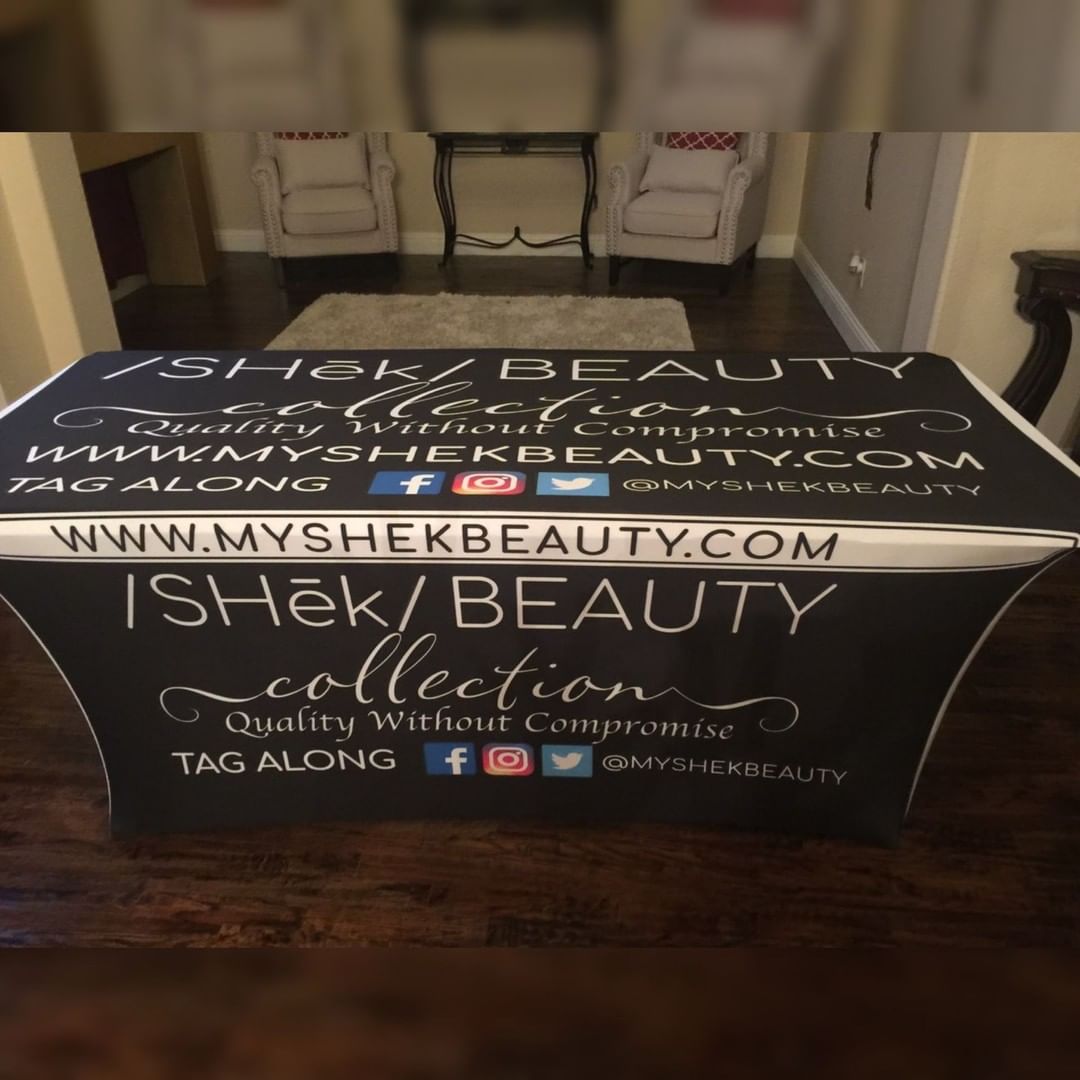 /SHēk/ BEAUTY
collection
Quality Without Compromise
WWW.MYSHEKBEAUTY.COM
TAG ALONG f @MYSHEKBEAUTY
WWW.MYSHEKBEAUTY.COM
/SHēk/ BEAUTY
collection
Quality Without Compromise
TAG ALONG f @MYSHEKBEAUTY